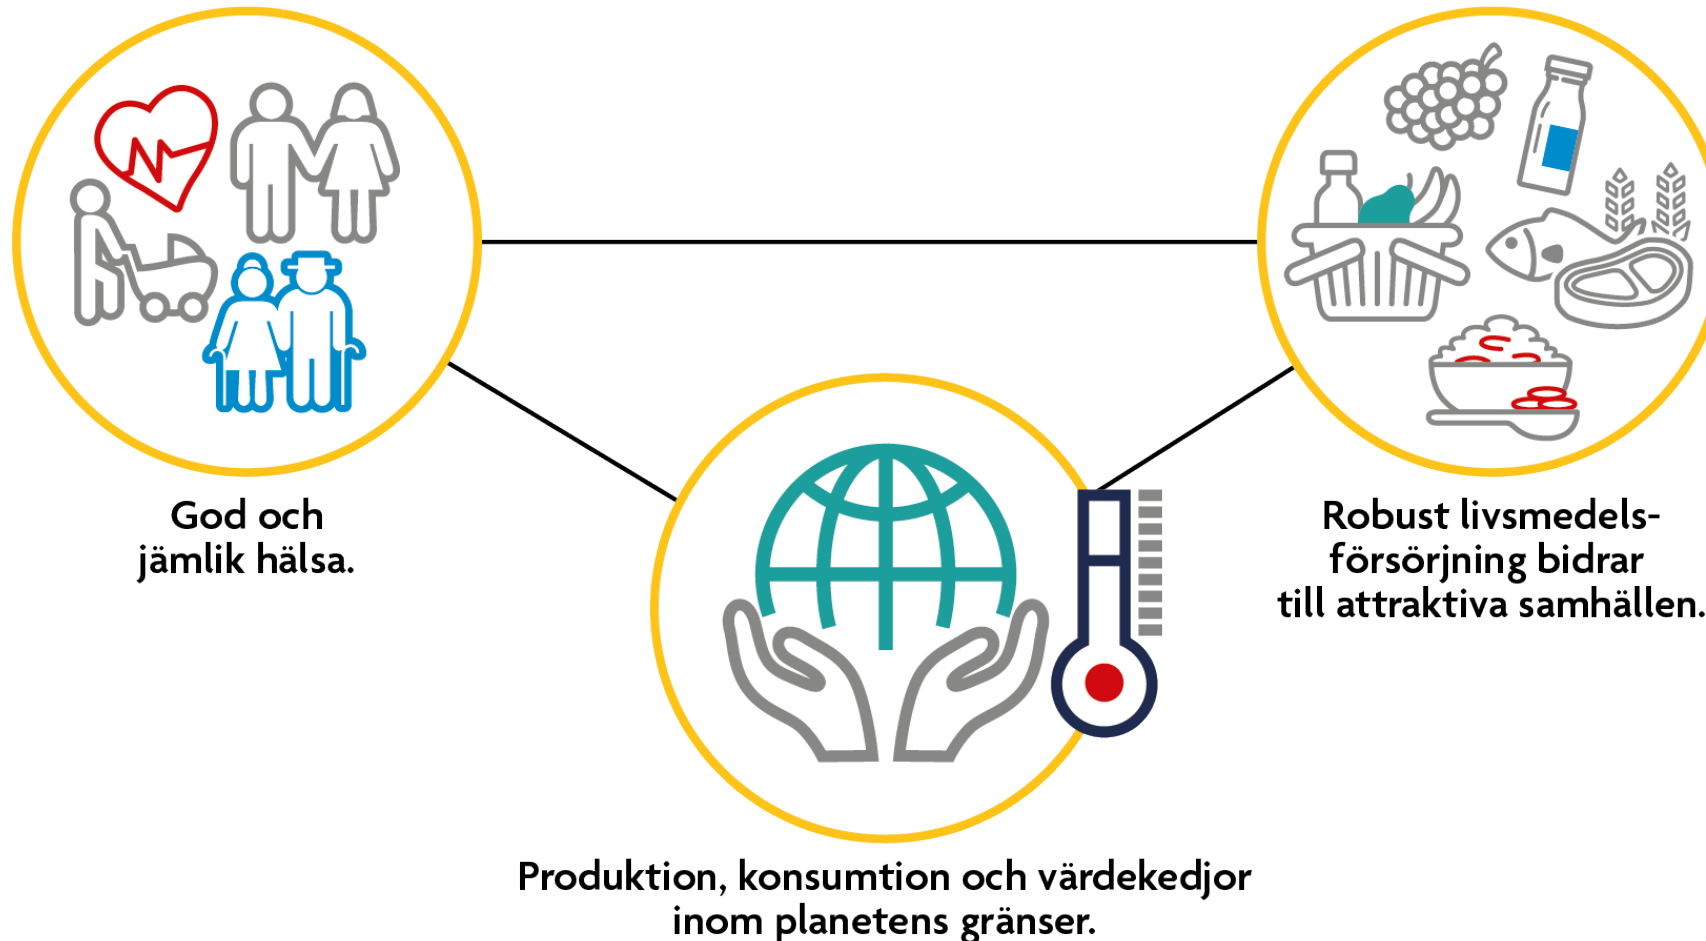 God och
jämlik hälsa.
Robust livsmedels-
försörjning bidrar
till attraktiva samhällen.
Produktion, konsumtion och värdekedjor
inom planetens gränser.